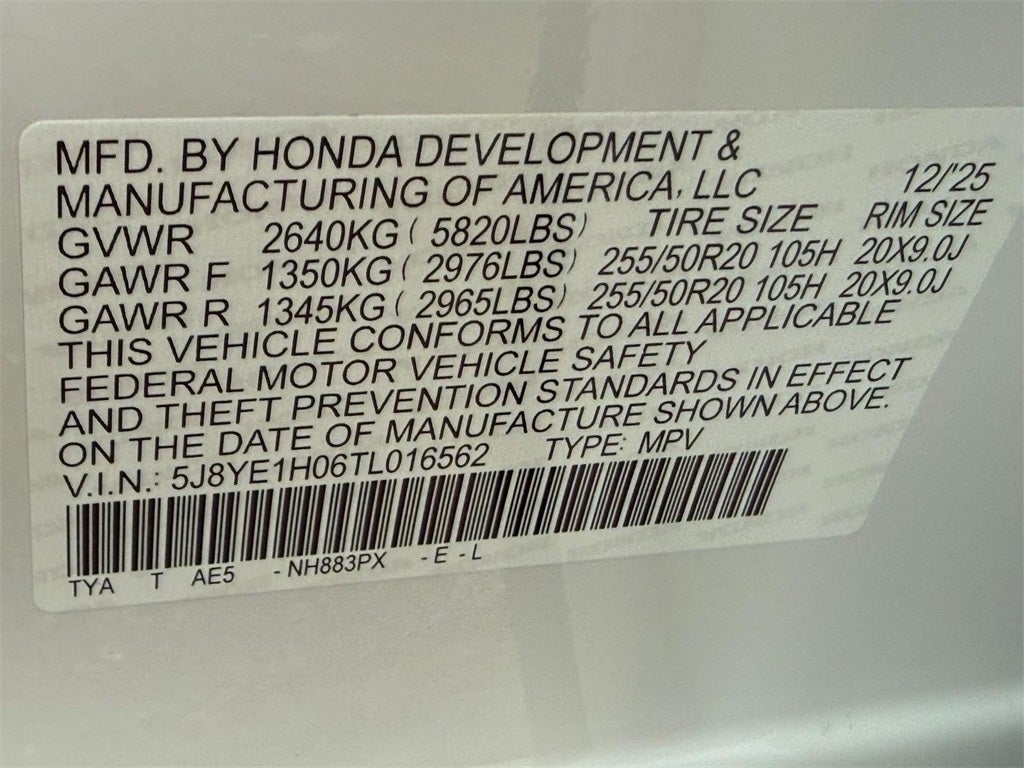 MFD. BY HONDA DEVELOPMENT &
MANUFACTURING OF AMERICA, LLC 12/'25
GVWR 2640KG ( 5820LBS) TIRE SIZE RIM SIZE
GAWR F 1350KG ( 2976LBS) 255/50R20 105H 20X9.0J
GAWR R 1345KG ( 2965LBS) 255/50R20 105H 20X9.0J
THIS VEHICLE CONFORMS TO ALL APPLICABLE
FEDERAL MOTOR VEHICLE SAFETY
AND THEFT PREVENTION STANDARDS IN EFFECT
ON THE DATE OF MANUFACTURE SHOWN ABOVE.
V.I.N.: 5J8YE1H06TL016562 TYPE: MPV
TYA T AE5 - NH883PX - E - L